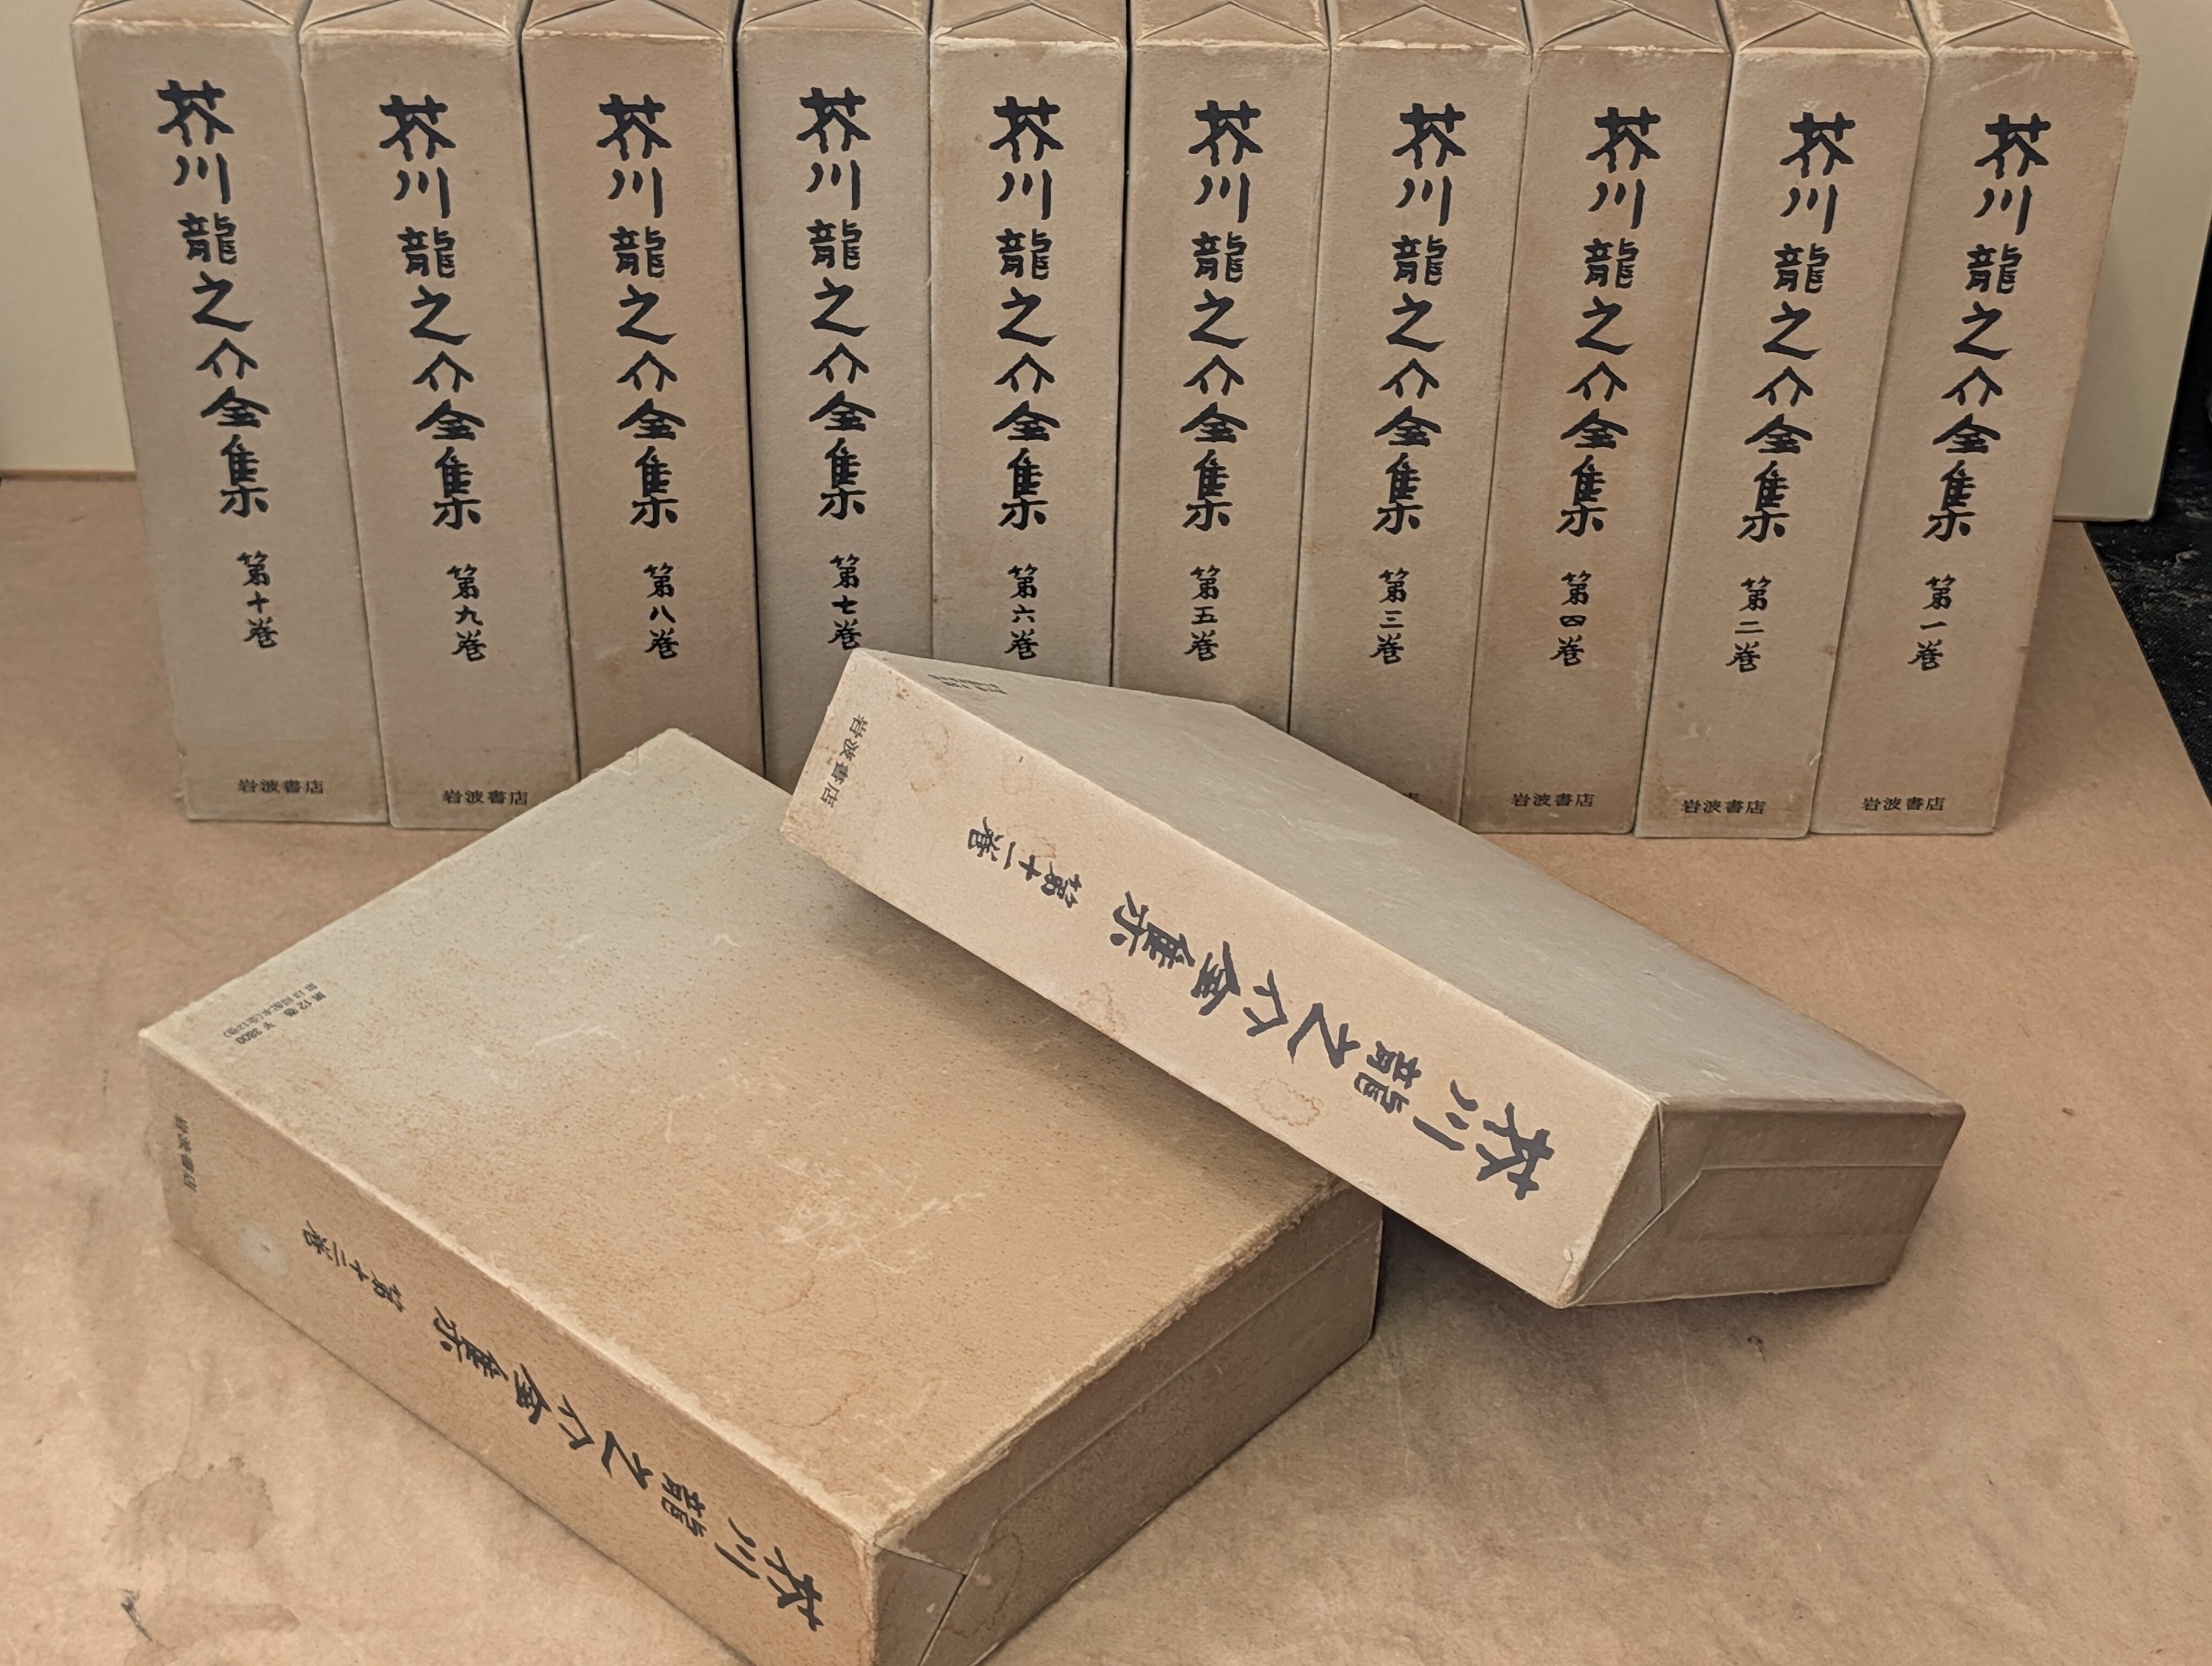 芥川龍之介全集 第一巻 岩波書店
芥川龍之介全集 第二巻 岩波書店
芥川龍之介全集 第四巻 岩波書店
芥川龍之介全集 第三巻 店
芥川龍之介全集 第五巻
芥川龍之介全集 第六巻
芥川龍之介全集 第七巻
芥川龍之介全集 第八巻
芥川龍之介全集 第九巻 岩波書店
芥川龍之介全集 第十巻 岩波書店
芥川龍之介全集 第十一巻 岩波書店
芥川龍之介全集 第十二巻 岩波書店
第12巻